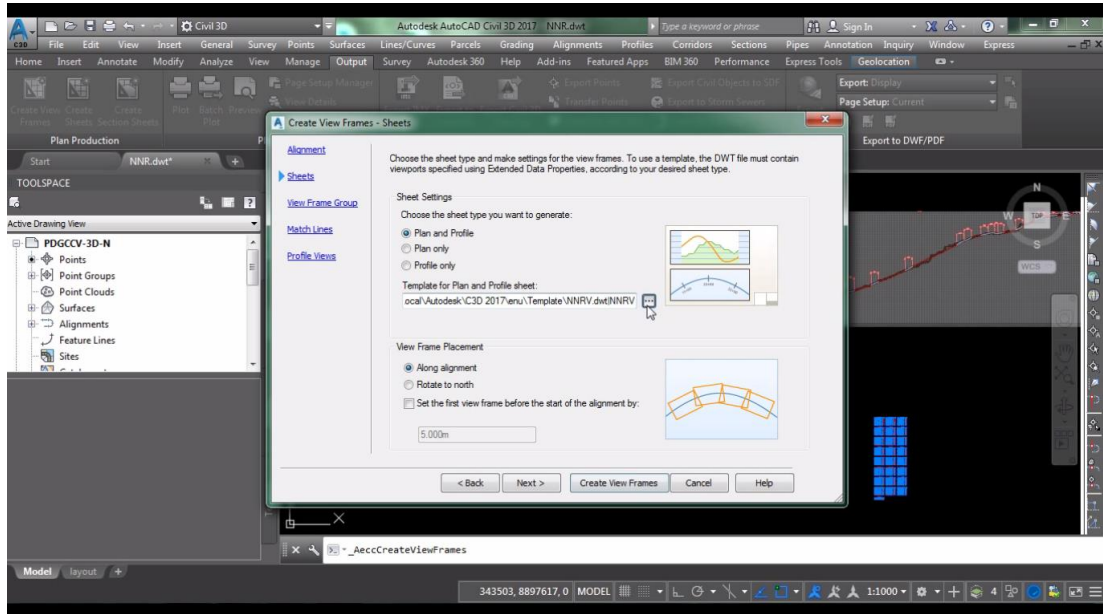 Civil 3D
Autodesk AutoCAD Civil 3D 2017 NNR.dwt
Type a keyword or phrase
Sign In
C3D
File Edit View Insert General Survey Points Surfaces Lines/Curves Parcels Grading Alignments Profiles Corridors Sections Pipes Annotation Inquiry Window Express
Home Insert Annotate Modify Analyze View Manage Output Survey Autodesk 360 Help Add-ins Featured Apps BIM 360 Performance Express Tools Geolocation
Create View Frames
Create Sheets
Create Section Sheets
Plot
Batch Plot
Preview
Page Setup Manager
View Details
Export Points
Transfer Points
Export Civil Objects to SDF
Export to Storm Sewers
Export: Display
Page Setup: Current
Plan Production
Export to DWF/PDF
Start
NNR.dwt*
TOOLSPACE
Active Drawing View
PDGCCV-3D-N
Points
Point Groups
Point Clouds
Surfaces
Alignments
Feature Lines
Sites
Create View Frames - Sheets
Alignment
Sheets
View Frame Group
Match Lines
Profile Views
Choose the sheet type and make settings for the view frames. To use a template, the DWT file must contain
viewports specified using Extended Data Properties, according to your desired sheet type.
Sheet Settings
Choose the sheet type you want to generate:
Plan and Profile
Plan only
Profile only
Template for Plan and Profile sheet:
ocal\Autodesk\C3D 2017\enu\Template\NNRV.dwt|NNRV
View Frame Placement
Along alignment
Rotate to north
Set the first view frame before the start of the alignment by:
5.000m
< Back
Next >
Create View Frames
Cancel
Help
N
W
TOP
E
S
WCS
_AeccCreateViewFrames
Model
layout
343503, 8897617, 0 MODEL
1:1000
4